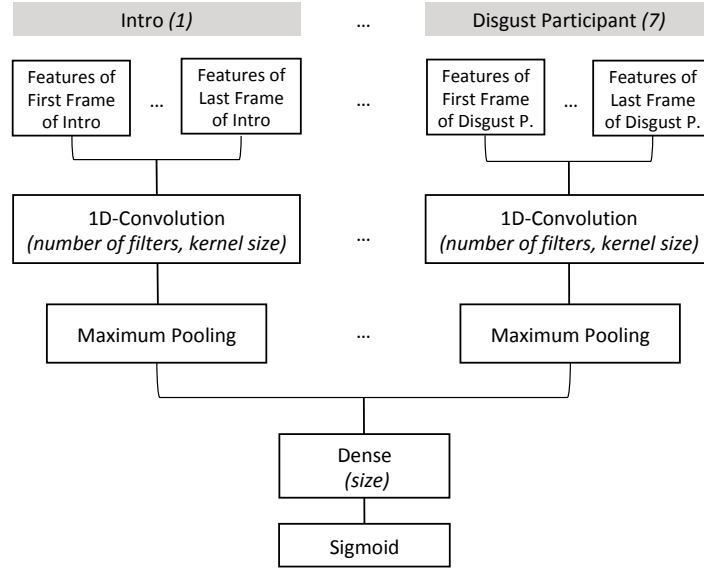 Intro (1)
...
Disgust Participant (7)
Features of
First Frame
of Intro
...
Features of
Last Frame
of Intro
...
Features of
First Frame
of Disgust P.
...
Features of
Last Frame
of Disgust P.
1D-Convolution
(number of filters, kernel size)
...
1D-Convolution
(number of filters, kernel size)
Maximum Pooling
...
Maximum Pooling
Dense
(size)
Sigmoid